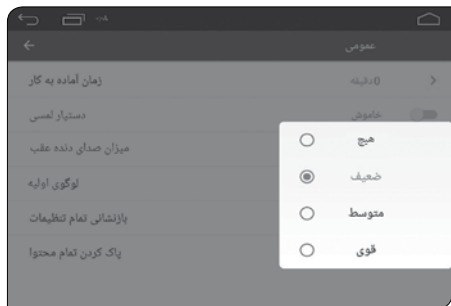 عمومی
زمان آماده به کار
0دقیقه
دستیار لمسی
خاموش
میزان صدای دنده عقب
لوگوی اولیه
بازنشانی تمام تنظیمات
پاک کردن تمام محتوا
هیچ
ضعیف
متوسط
قوی